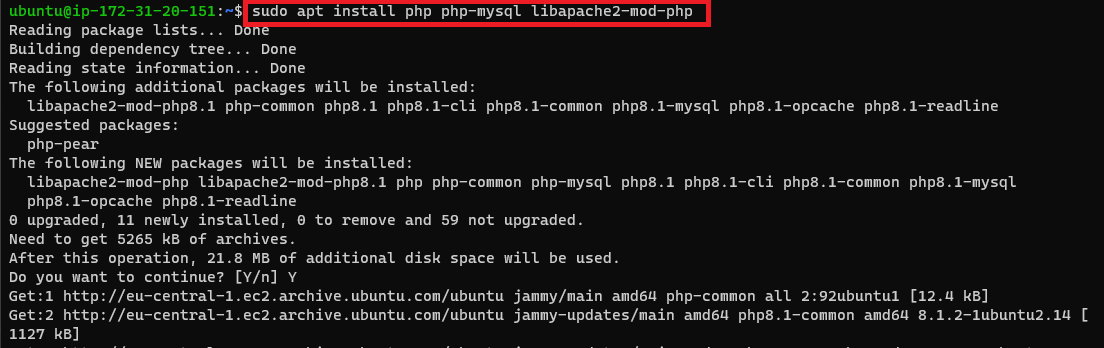 ubuntu@ip-172-31-20-151:~$ sudo apt install php php-mysql libapache2-mod-php
Reading package lists... Done
Building dependency tree... Done
Reading state information... Done
The following additional packages will be installed:
  libapache2-mod-php8.1 php-common php8.1 php8.1-cli php8.1-common php8.1-mysql php8.1-opcache php8.1-readline
Suggested packages:
  php-pear
The following NEW packages will be installed:
  libapache2-mod-php libapache2-mod-php8.1 php php-common php-mysql php8.1 php8.1-cli php8.1-common php8.1-mysql
  php8.1-opcache php8.1-readline
0 upgraded, 11 newly installed, 0 to remove and 59 not upgraded.
Need to get 5265 kB of archives.
After this operation, 21.8 MB of additional disk space will be used.
Do you want to continue? [Y/n] Y
Get:1 http://eu-central-1.ec2.archive.ubuntu.com/ubuntu jammy/main amd64 php-common all 2:92ubuntu1 [12.4 kB]
Get:2 http://eu-central-1.ec2.archive.ubuntu.com/ubuntu jammy-updates/main amd64 php8.1-common amd64 8.1.2-1ubuntu2.14 [
1127 kB]